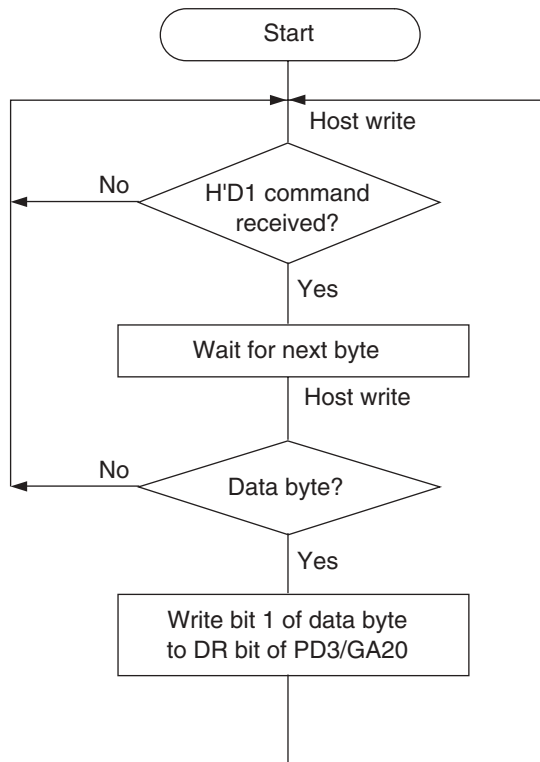 Start
Host write
No
H'D1 command
received?
Yes
Wait for next byte
Host write
No
Data byte?
Yes
Write bit 1 of data byte
to DR bit of PD3/GA20